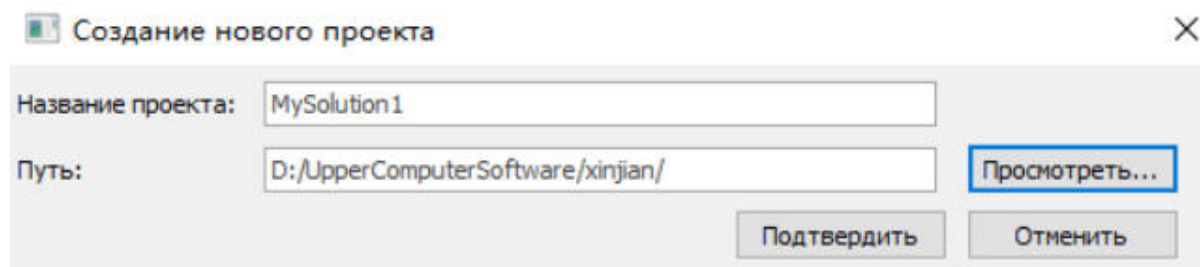 Создание нового проекта
Название проекта: MySolution1
Путь: D:/UpperComputerSoftware/xinjian/ Просмотреть...
Подтвердить Отменить